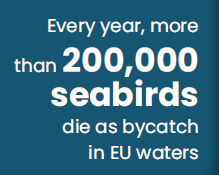 Every year, more
than 200,000
seabirds
die as bycatch
in EU waters